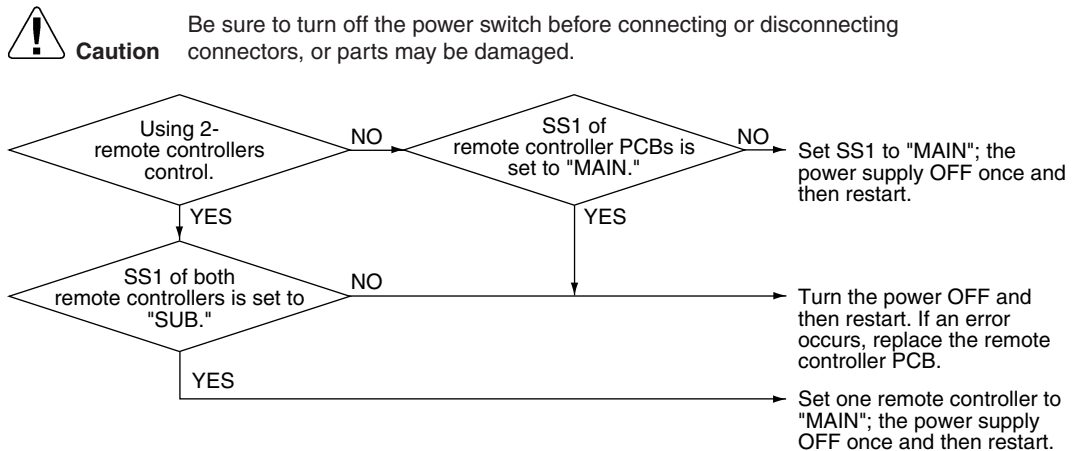 Be sure to turn off the power switch before connecting or disconnecting
Caution connectors, or parts may be damaged.
Using 2-
remote controllers
control.
NO
SS1 of
remote controller PCBs is
set to "MAIN."
NO
Set SS1 to "MAIN"; the
power supply OFF once and
then restart.
YES
YES
SS1 of both
remote controllers is set to
"SUB."
NO
Turn the power OFF and
then restart. If an error
occurs, replace the remote
controller PCB.
YES
Set one remote controller to
"MAIN"; the power supply
OFF once and then restart.